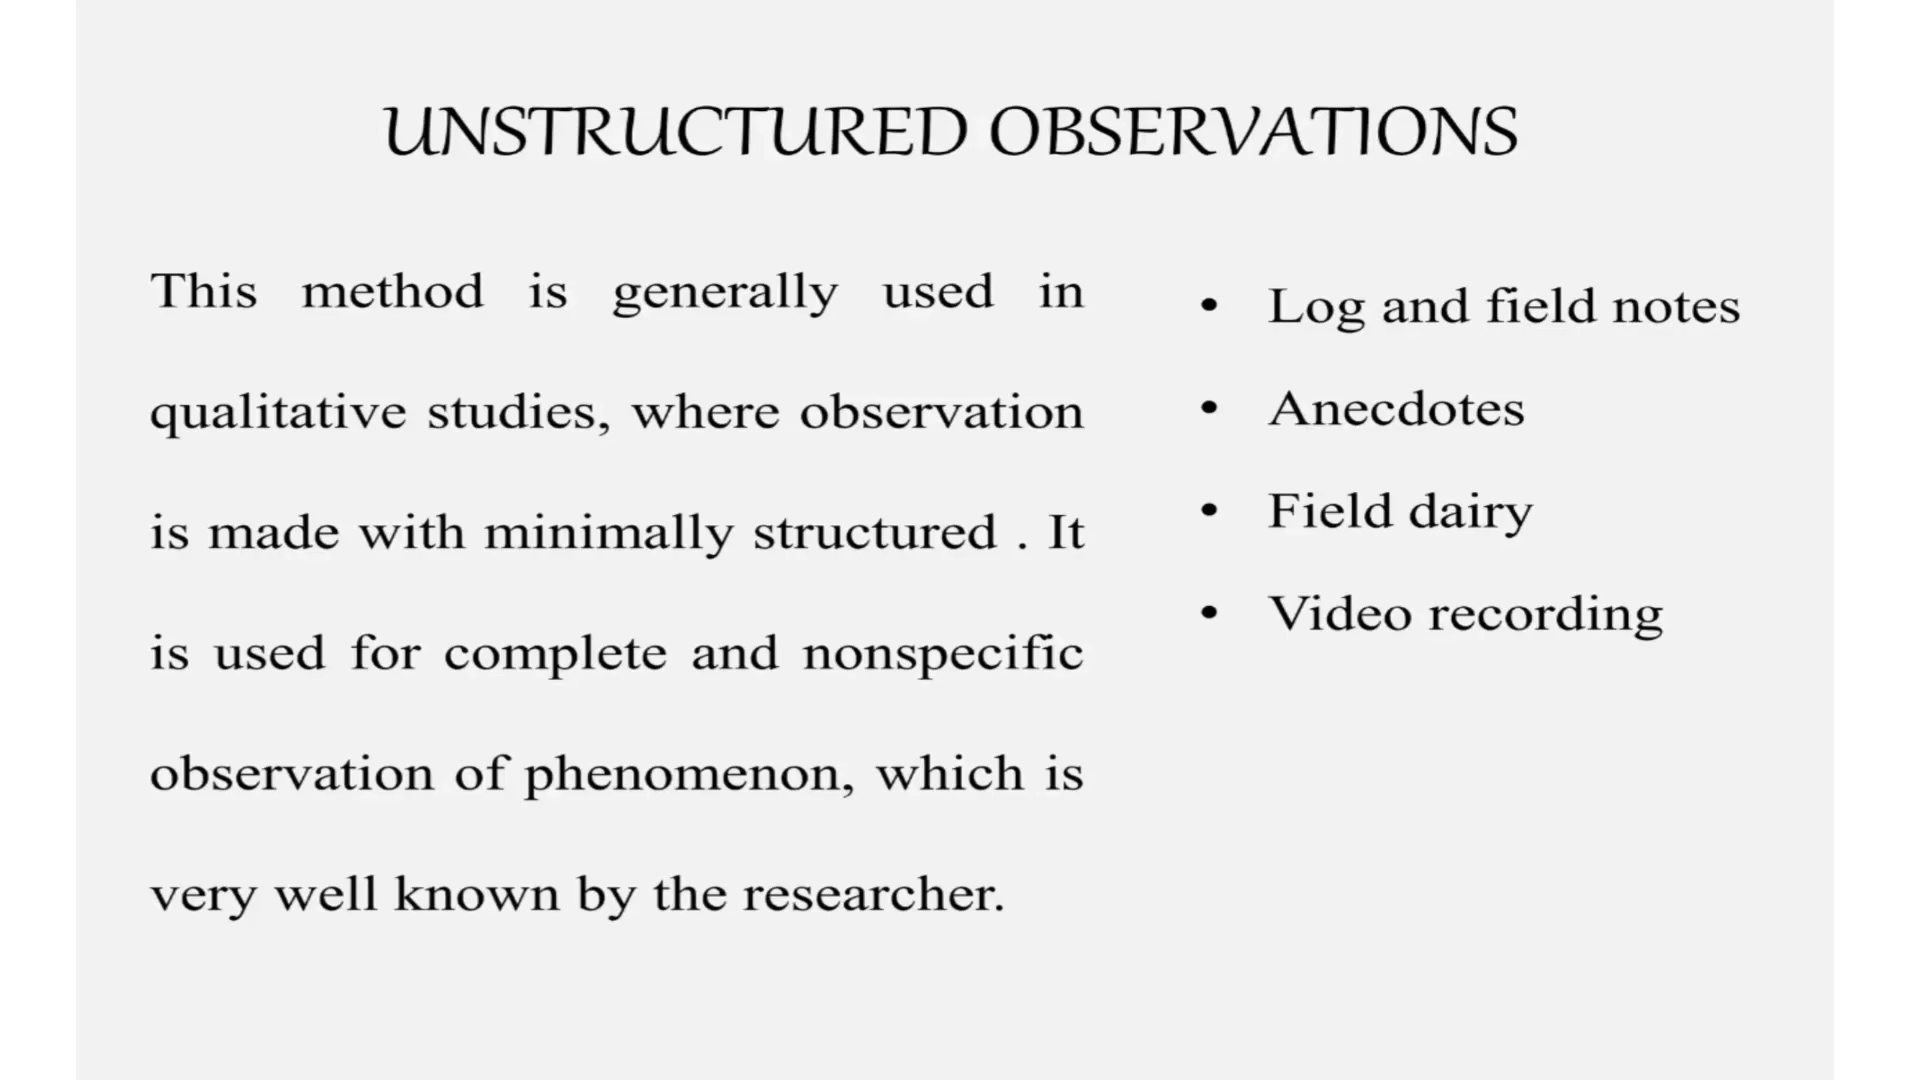 UNSTRUCTURED OBSERVATIONS
This method is generally used in
qualitative studies, where observation
is made with minimally structured . It
is used for complete and nonspecific
observation of phenomenon, which is
very well known by the researcher.
• Log and field notes
• Anecdotes
• Field dairy
• Video recording